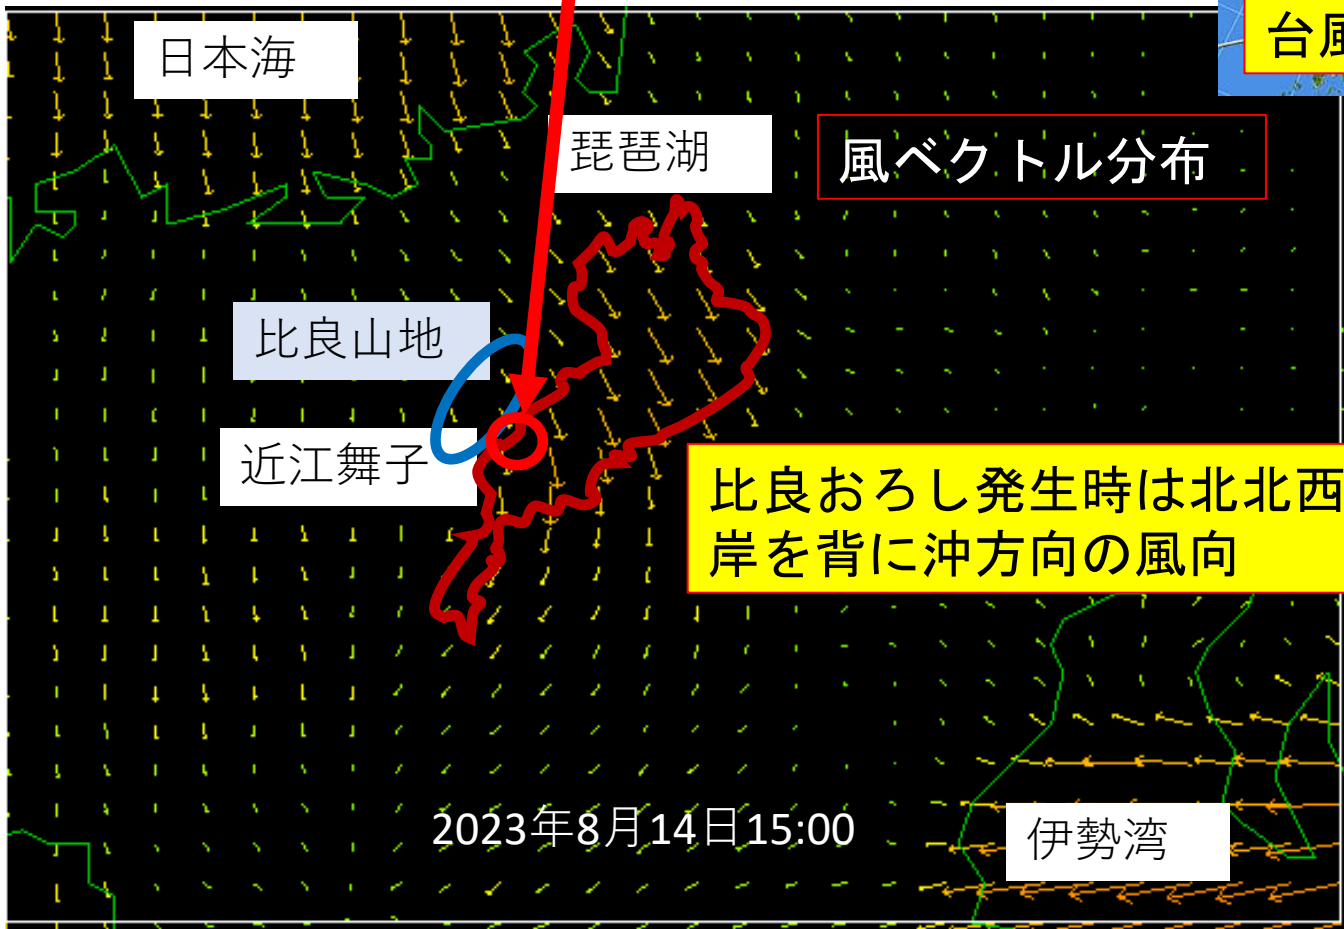 日本海
台風
琵琶湖
風ベクトル分布
比良山地
近江舞子
比良おろし発生時は北北西
岸を背に沖方向の風向
2023年8月14日15:00
伊勢湾